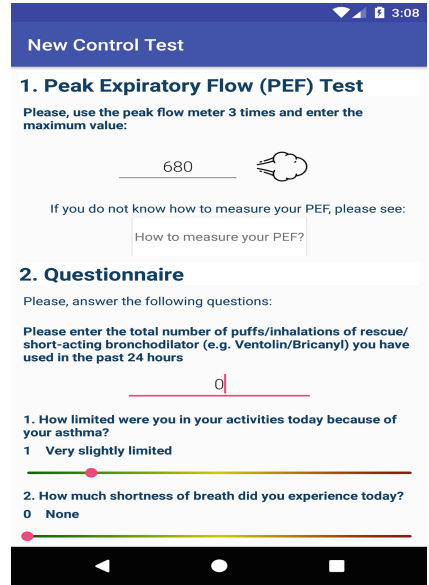 3:08
New Control Test
1. Peak Expiratory Flow (PEF) Test
Please, use the peak flow meter 3 times and enter the
maximum value:
680
If you do not know how to measure your PEF, please see:
How to measure your PEF?
2. Questionnaire
Please, answer the following questions:
Please enter the total number of puffs/inhalations of rescue/
short-acting bronchodilator (e.g. Ventolin/Bricanyl) you have
used in the past 24 hours
0
1. How limited were you in your activities today because of
your asthma?
1 Very slightly limited
2. How much shortness of breath did you experience today?
0 None